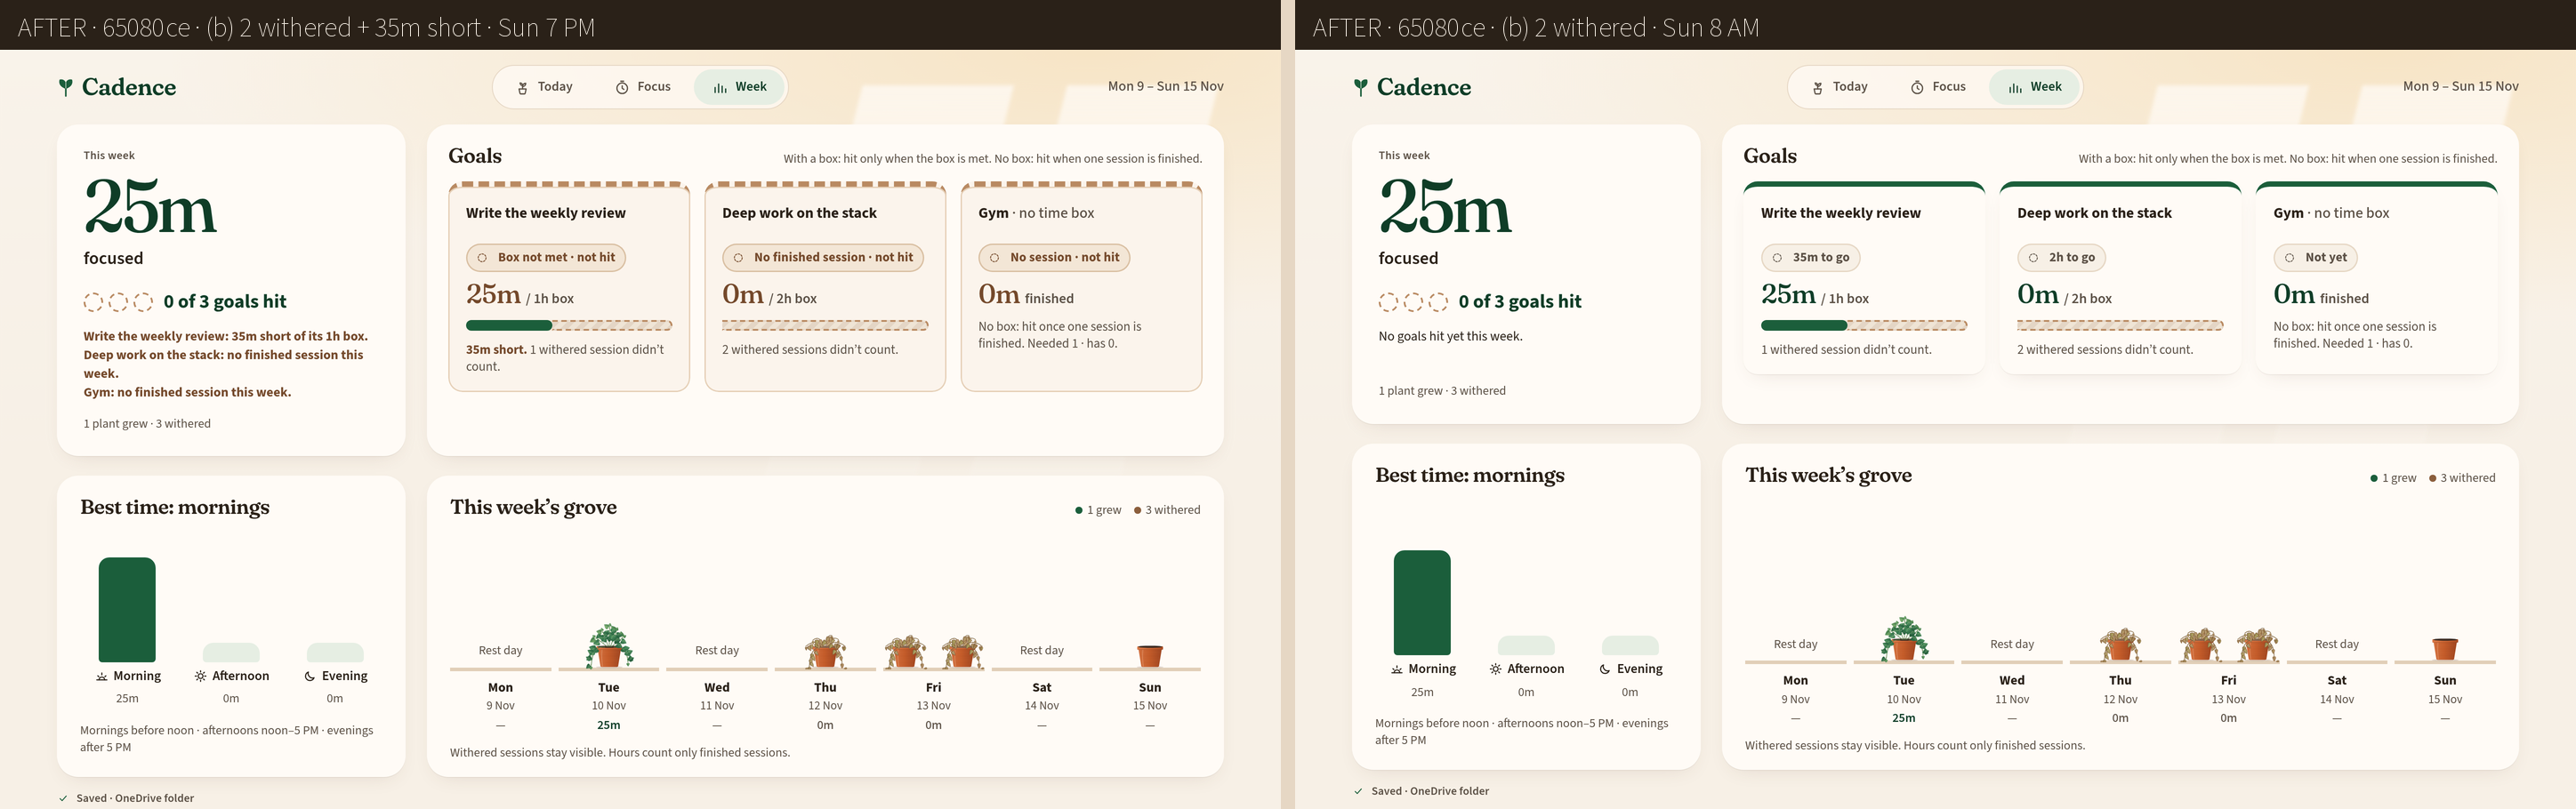 AFTER · 65080ce · (b) 2 withered + 35m short · Sun 7 PM
Cadence
Today
Focus
Week
Mon 9 – Sun 15 Nov
This week
25m
focused
0 of 3 goals hit
Write the weekly review: 35m short of its 1h box.
Deep work on the stack: no finished session this
week.
Gym: no finished session this week.
1 plant grew · 3 withered
Goals
With a box: hit only when the box is met. No box: hit when one session is finished.
Write the weekly review
Box not met · not hit
25m / 1h box
35m short. 1 withered session didn’t
count.
Deep work on the stack
No finished session · not hit
0m / 2h box
2 withered sessions didn’t count.
Gym · no time box
No session · not hit
0m finished
No box: hit once one session is
finished. Needed 1 · has 0.
Best time: mornings
Morning
25m
Afternoon
0m
Evening
0m
Mornings before noon · afternoons noon–5 PM · evenings
after 5 PM
This week’s grove
1 grew
3 withered
Rest day
Rest day
Rest day
Mon
Tue
Wed
Thu
Fri
Sat
Sun
9 Nov
10 Nov
11 Nov
12 Nov
13 Nov
14 Nov
15 Nov
—
25m
—
0m
0m
—
—
Withered sessions stay visible. Hours count only finished sessions.
Saved · OneDrive folder
AFTER · 65080ce · (b) 2 withered · Sun 8 AM
Cadence
Today
Focus
Week
Mon 9 – Sun 15 Nov
This week
25m
focused
0 of 3 goals hit
No goals hit yet this week.
1 plant grew · 3 withered
Goals
With a box: hit only when the box is met. No box: hit when one session is finished.
Write the weekly review
35m to go
25m / 1h box
1 withered session didn’t count.
Deep work on the stack
2h to go
0m / 2h box
2 withered sessions didn’t count.
Gym · no time box
Not yet
0m finished
No box: hit once one session is
finished. Needed 1 · has 0.
Best time: mornings
Morning
25m
Afternoon
0m
Evening
0m
Mornings before noon · afternoons noon–5 PM · evenings
after 5 PM
This week’s grove
1 grew
3 withered
Rest day
Rest day
Rest day
Mon
Tue
Wed
Thu
Fri
Sat
Sun
9 Nov
10 Nov
11 Nov
12 Nov
13 Nov
14 Nov
15 Nov
—
25m
—
0m
0m
—
—
Withered sessions stay visible. Hours count only finished sessions.
Saved · OneDrive folder